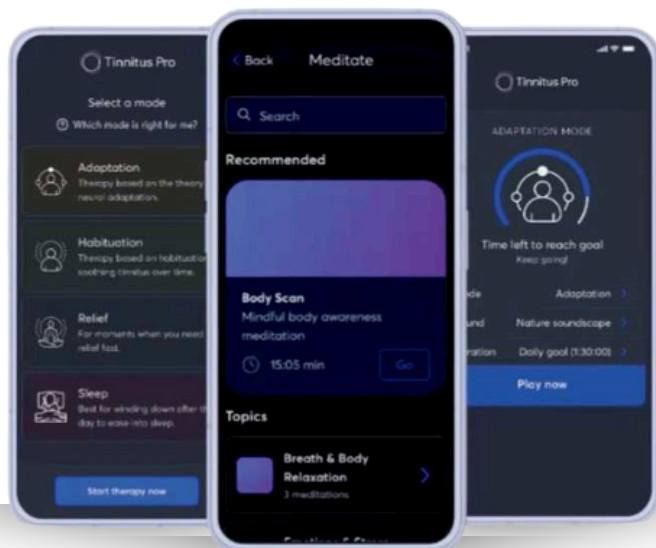 Tinnitus Pro
Select a mode
Which mode is right for me?
Adaptation
Therapy based on the theory
neural adaptation.
Habituation
Therapy based on habituation
soothing tinnitus over time.
Relief
For moments when you need
relief fast.
Sleep
Best for winding down after th
day to ease into sleep.
Start therapy now
Back
Meditate
Search
Recommended
Body Scan
Mindful body awareness
meditation
15:05 min
Go
Topics
Breath & Body
Relaxation
3 meditations
Tinnitus Pro
ADAPTATION MODE
Time left to reach goal
Keep going!
de Adaptation
und Nature soundscape
ration Daily goal (1:30:00)
Play now